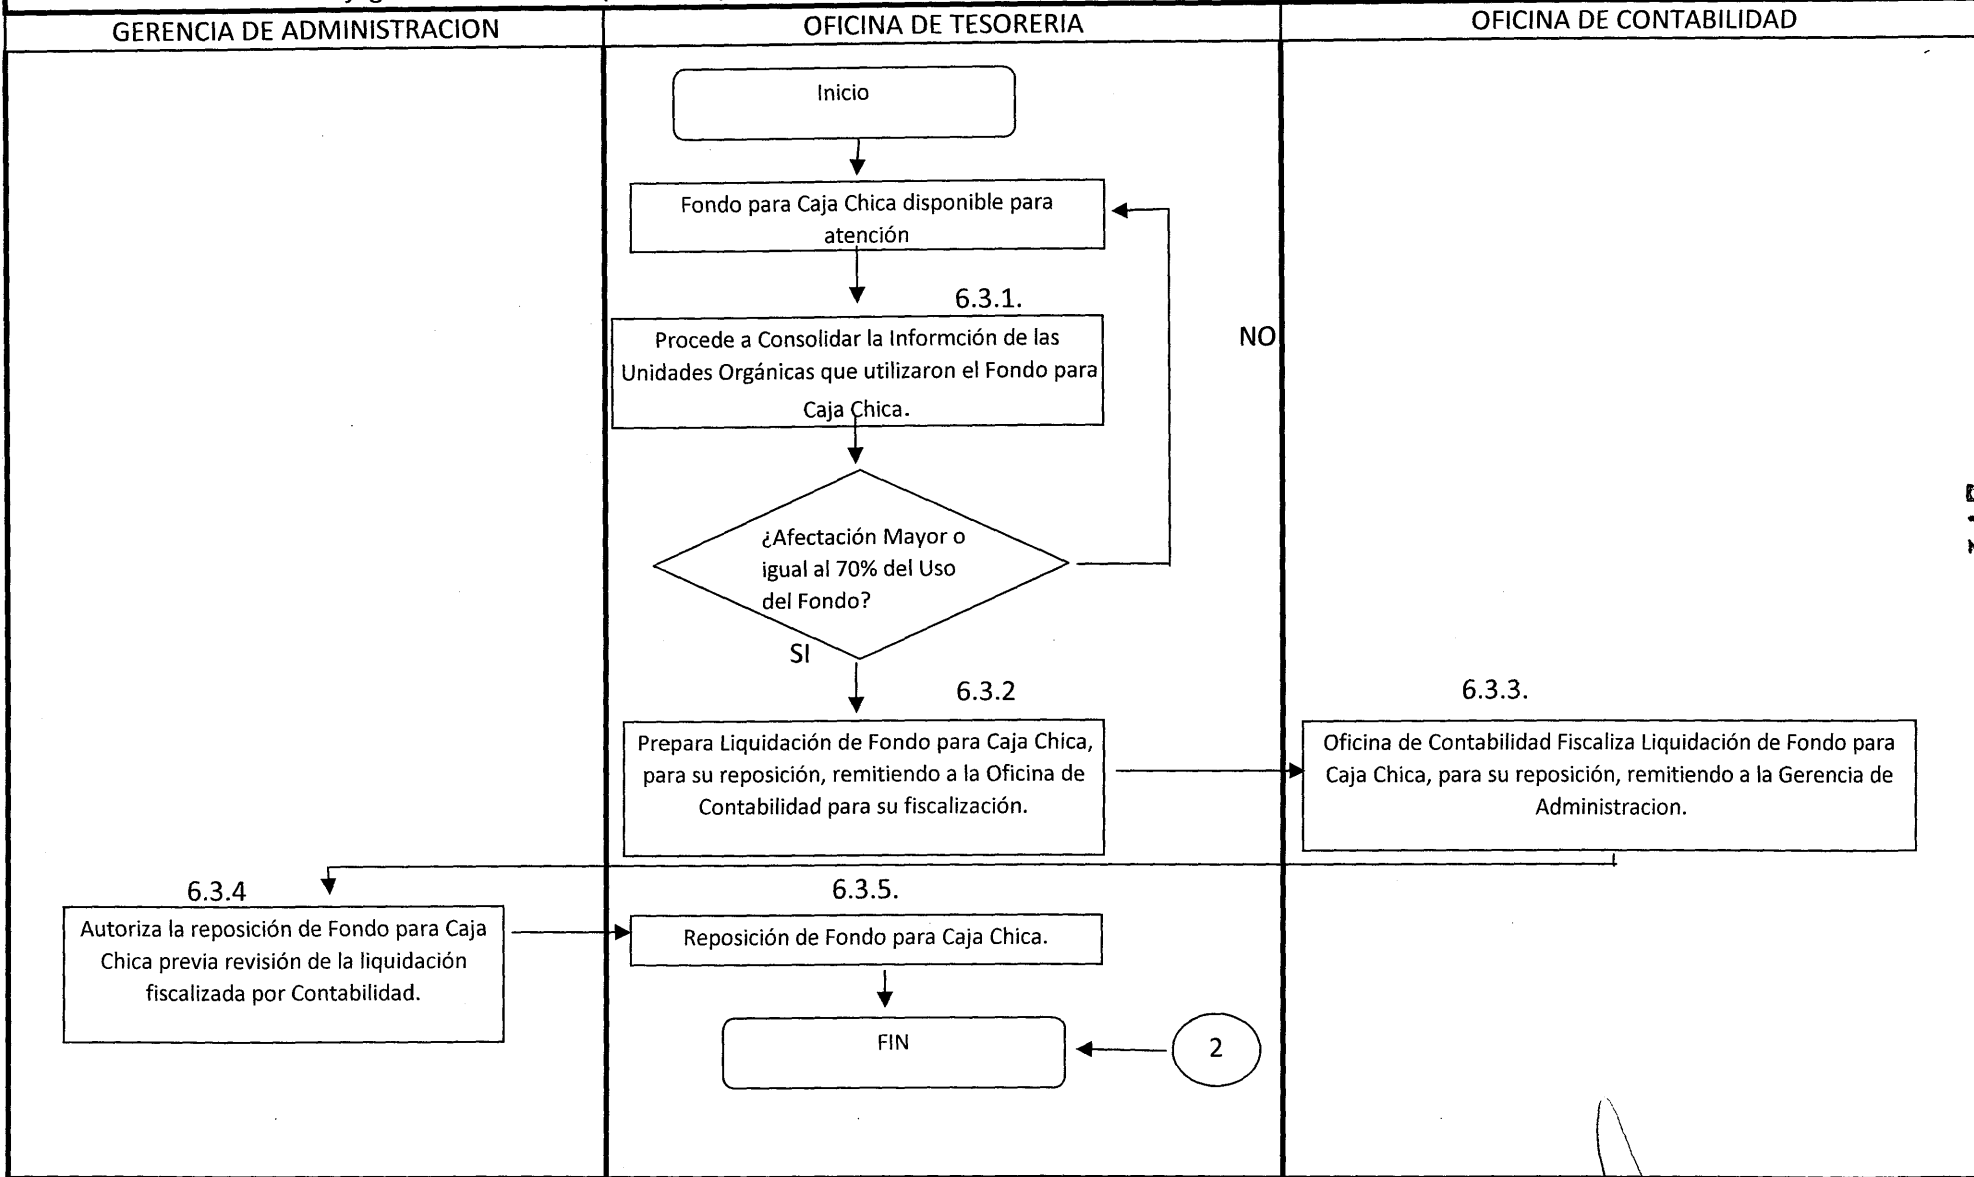 GERENCIA DE ADMINISTRACION
OFICINA DE TESORERIA
OFICINA DE CONTABILIDAD
Inicio
Fondo para Caja Chica disponible para
atención
6.3.1.
NO
Procede a Consolidar la Informción de las
Unidades Orgánicas que utilizaron el Fondo para
Caja Chica.
¿Afectación Mayor o
igual al 70% del Uso
del Fondo?
SI
6.3.2
Prepara Liquidación de Fondo para Caja Chica,
para su reposición, remitiendo a la Oficina de
Contabilidad para su fiscalización.
6.3.3.
Oficina de Contabilidad Fiscaliza Liquidación de Fondo para
Caja Chica, para su reposición, remitiendo a la Gerencia de
Administracion.
6.3.4
Autoriza la reposición de Fondo para Caja
Chica previa revisión de la liquidación
fiscalizada por Contabilidad.
6.3.5.
Reposición de Fondo para Caja Chica.
FIN
2